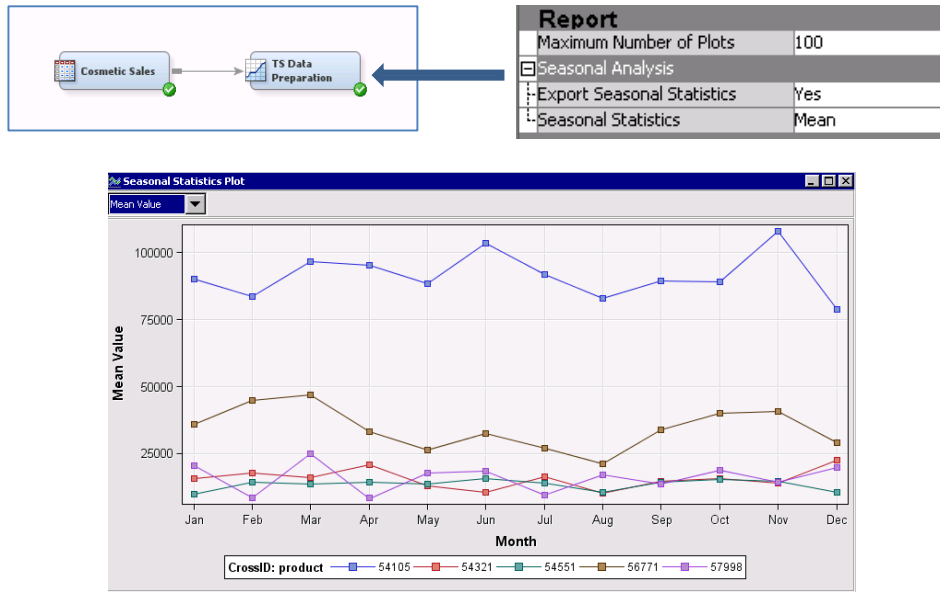 Cosmetic Sales
TS Data
Preparation
Report
Maximum Number of Plots 100
Seasonal Analysis
Export Seasonal Statistics Yes
Seasonal Statistics Mean
Seasonal Statistics Plot
Mean Value
100000
75000
50000
25000
Mean Value
Jan Feb Mar Apr May Jun Jul Aug Sep Oct Nov Dec
Month
CrossID: product 54105 54321 54551 56771 57998